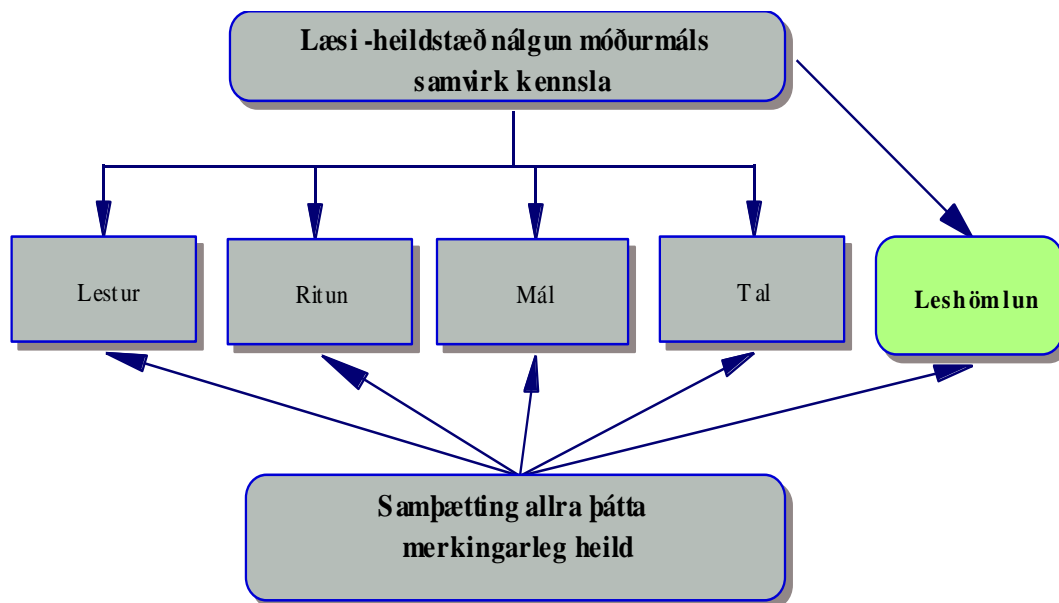 Læsi -heildstæð nálgun móðurmáls
samvirk kennsla
Lestur
Ritun
Mál
Tal
Leshömlun
Samþætting allra þátta
merkingarleg heild